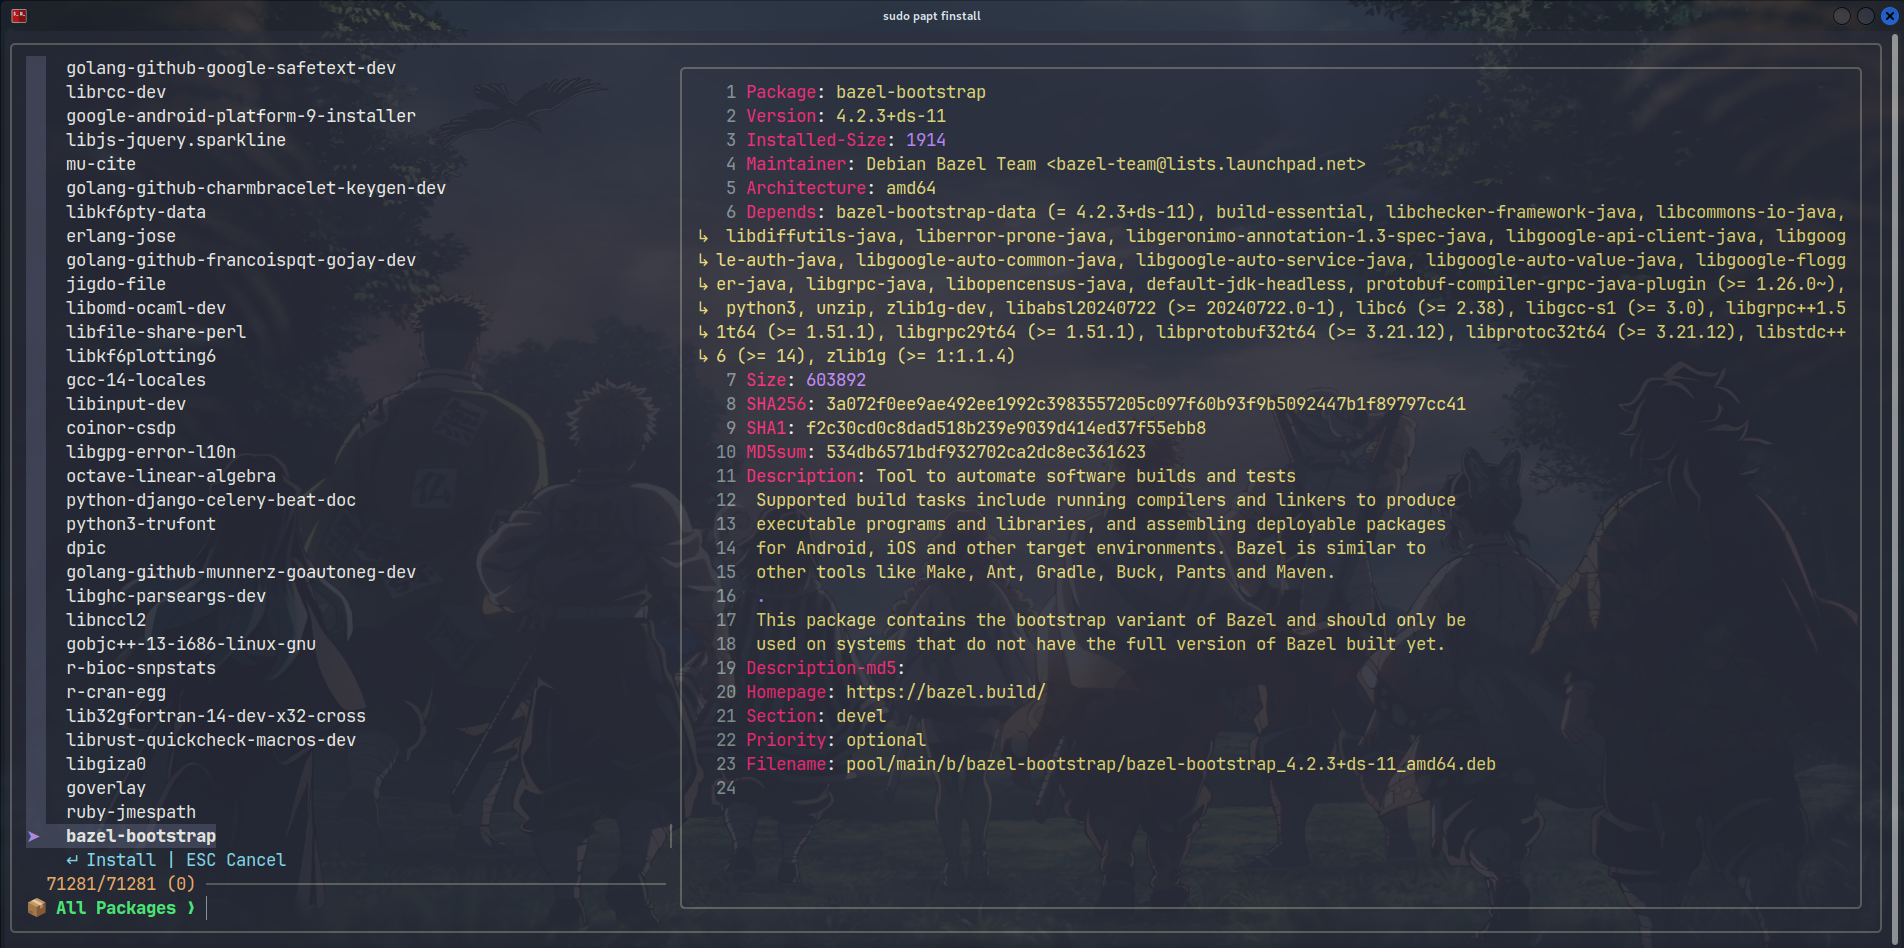 sudo papt finstall
golang-github-google-safetext-dev
librcc-dev
google-android-platform-9-installer
libjs-jquery.sparkline
mu-cite
golang-github-charmbracelet-keygen-dev
libkf6pty-data
erlang-jose
golang-github-francoispqt-gojay-dev
jigdo-file
libomd-ocaml-dev
libfile-share-perl
libkf6plotting6
gcc-14-locales
libinput-dev
coinor-csdp
libgpg-error-l10n
octave-linear-algebra
python-django-celery-beat-doc
python3-trufont
dpic
golang-github-munnerz-goautoneg-dev
libghc-parseargs-dev
libnccl2
gobjc++-13-i686-linux-gnu
r-bioc-snpstats
r-cran-egg
lib32gfortran-14-dev-x32-cross
librust-quickcheck-macros-dev
libgiza0
goverlay
ruby-jmespath
➤ bazel-bootstrap
↵ Install | ESC Cancel
71281/71281 (0)
📦 All Packages ❯
1 Package: bazel-bootstrap
2 Version: 4.2.3+ds-11
3 Installed-Size: 1914
4 Maintainer: Debian Bazel Team <bazel-team@lists.launchpad.net>
5 Architecture: amd64
6 Depends: bazel-bootstrap-data (= 4.2.3+ds-11), build-essential, libchecker-framework-java, libcommons-io-java,
↳ libdiffutils-java, liberror-prone-java, libgeronimo-annotation-1.3-spec-java, libgoogle-api-client-java, libgoog
↳ le-auth-java, libgoogle-auto-common-java, libgoogle-auto-service-java, libgoogle-auto-value-java, libgoogle-flogg
↳ er-java, libgrpc-java, libopencensus-java, default-jdk-headless, protobuf-compiler-grpc-java-plugin (>= 1.26.0~),
↳ python3, unzip, zlib1g-dev, libabsl20240722 (>= 20240722.0-1), libc6 (>= 2.38), libgcc-s1 (>= 3.0), libgrpc++1.5
↳ 1t64 (>= 1.51.1), libgrpc29t64 (>= 1.51.1), libprotobuf32t64 (>= 3.21.12), libprotoc32t64 (>= 3.21.12), libstdc++
↳ 6 (>= 14), zlib1g (>= 1:1.1.4)
7 Size: 603892
8 SHA256: 3a072f0ee9ae492ee1992c3983557205c097f60b93f9b5092447b1f89797cc41
9 SHA1: f2c30cd0c8dad518b239e9039d414ed37f55ebb8
10 MD5sum: 534db6571bdf932702ca2dc8ec361623
11 Description: Tool to automate software builds and tests
12 Supported build tasks include running compilers and linkers to produce
13 executable programs and libraries, and assembling deployable packages
14 for Android, iOS and other target environments. Bazel is similar to
15 other tools like Make, Ant, Gradle, Buck, Pants and Maven.
16 .
17 This package contains the bootstrap variant of Bazel and should only be
18 used on systems that do not have the full version of Bazel built yet.
19 Description-md5:
20 Homepage: https://bazel.build/
21 Section: devel
22 Priority: optional
23 Filename: pool/main/b/bazel-bootstrap/bazel-bootstrap_4.2.3+ds-11_amd64.deb
24